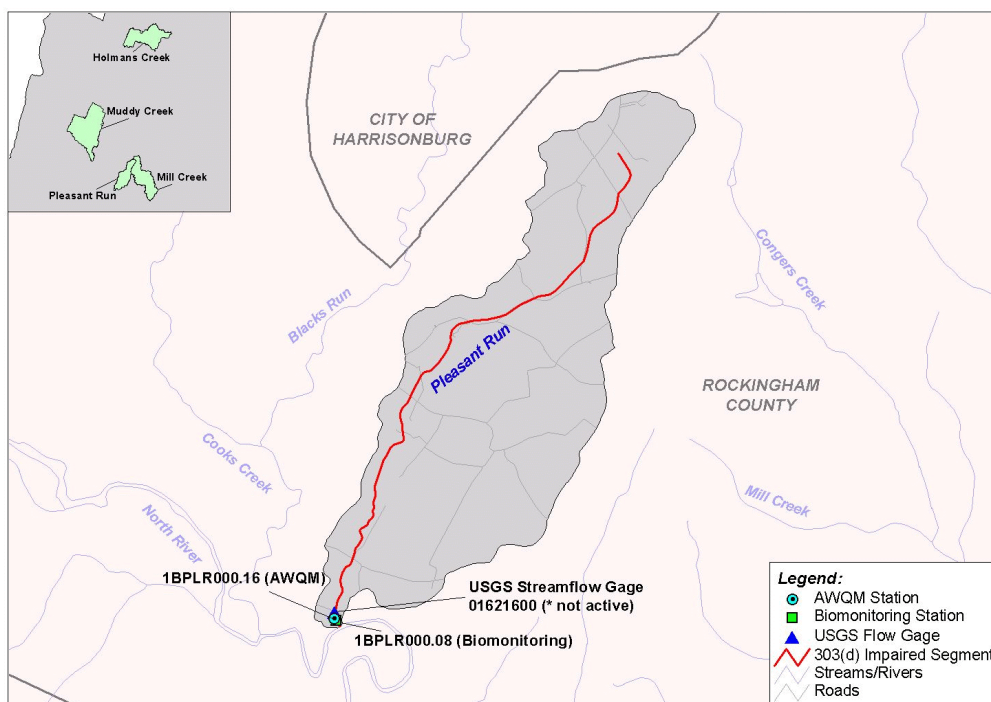 Holmans Creek
Muddy Creek
Mill Creek
Pleasant Run
CITY OF
HARRISONBURG
Congers Creek
Blacks Run
Pleasant Run
ROCKINGHAM
COUNTY
Cooks Creek
Mill Creek
North River
1BPLR000.16 (AWQM)
USGS Streamflow Gage
01621600 (* not active)
1BPLR000.08 (Biomonitoring)
Legend:
AWQM Station
Biomonitoring Station
USGS Flow Gage
303(d) Impaired Segment
Streams/Rivers
Roads